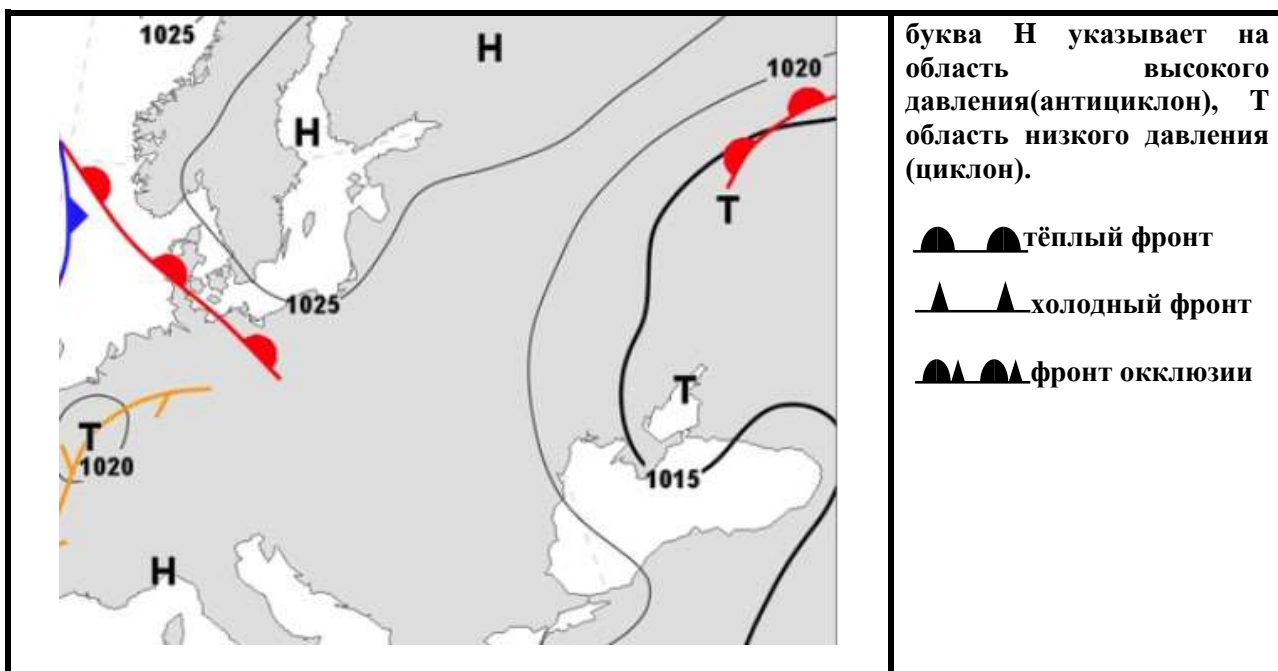 1025
H
1020
H
T
1025
T
T
1020
1015
H
буква Н указывает на
область высокого
давления(антициклон), Т
область низкого давления
(циклон).
тёплый фронт
холодный фронт
фронт окклюзии